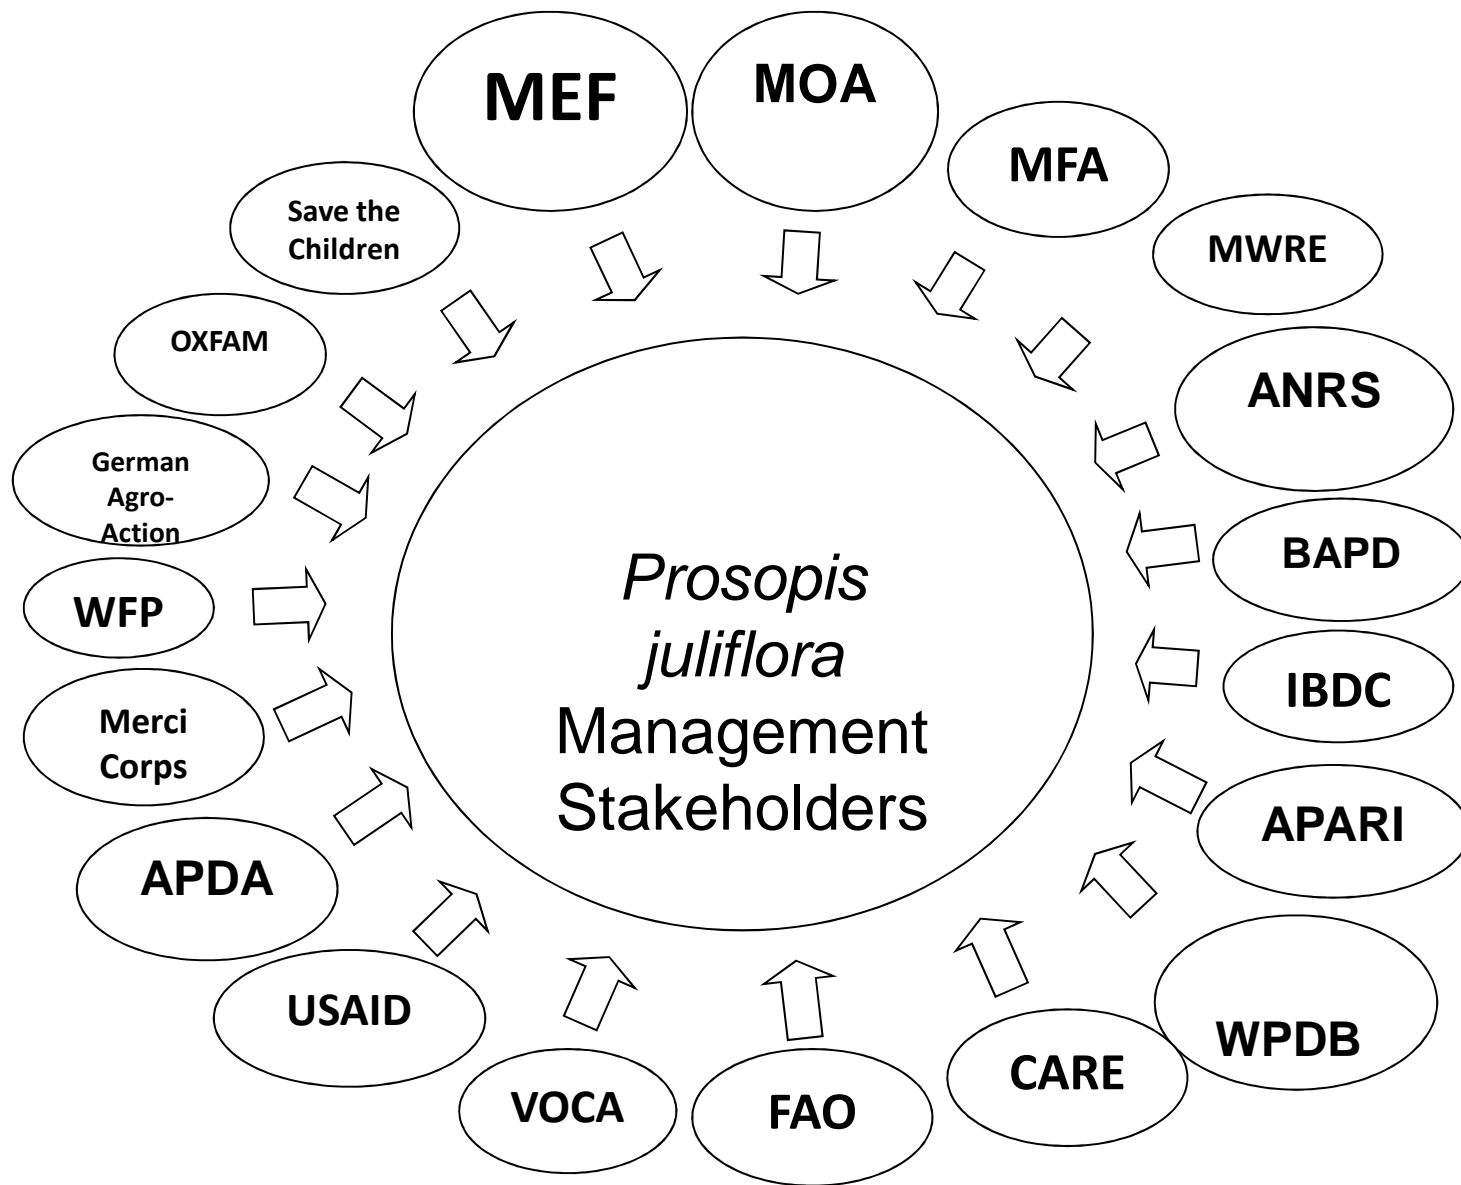 MEF
MOA
MFA
MWRE
ANRS
BAPD
IBDC
APARI
WPDB
CARE
FAO
VOCA
USAID
APDA
Merci
Corps
WFP
German
Agro-
Action
OXFAM
Save the
Children
Prosopis
juliflora
Management
Stakeholders